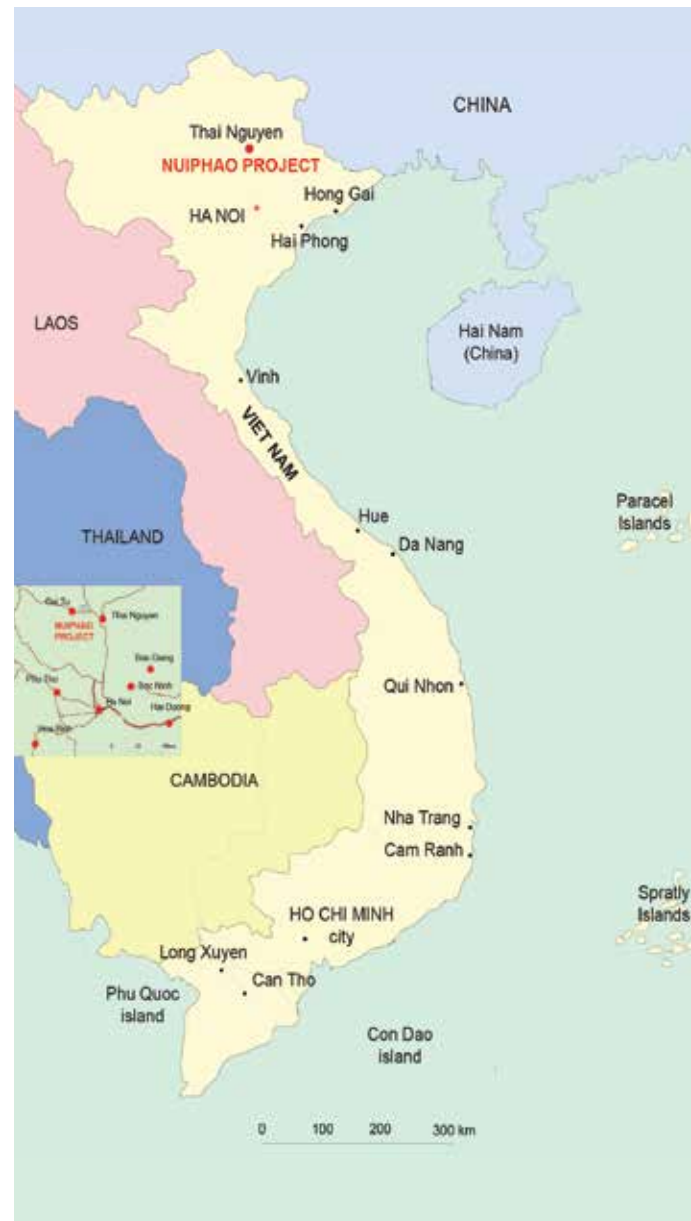 CHINA
Thai Nguyen
NUIPHAO PROJECT
Hong Gai
HA NOI
Hai Phong
LAOS
Hai Nam
(China)
Vinh
VIET NAM
Paracel
Islands
Hue
THAILAND
Da Nang
Thai Nguyen
NUIPHAO
PROJECT
Bac Ninh
Phu Tho
Ha Noi
Hai Duong
Qui Nhon
CAMBODIA
Nha Trang
Cam Ranh
Spratly
Islands
HO CHI MINH
city
Long Xuyen
Can Tho
Phu Quoc
island
Con Dao
island
0 100 200 300 km